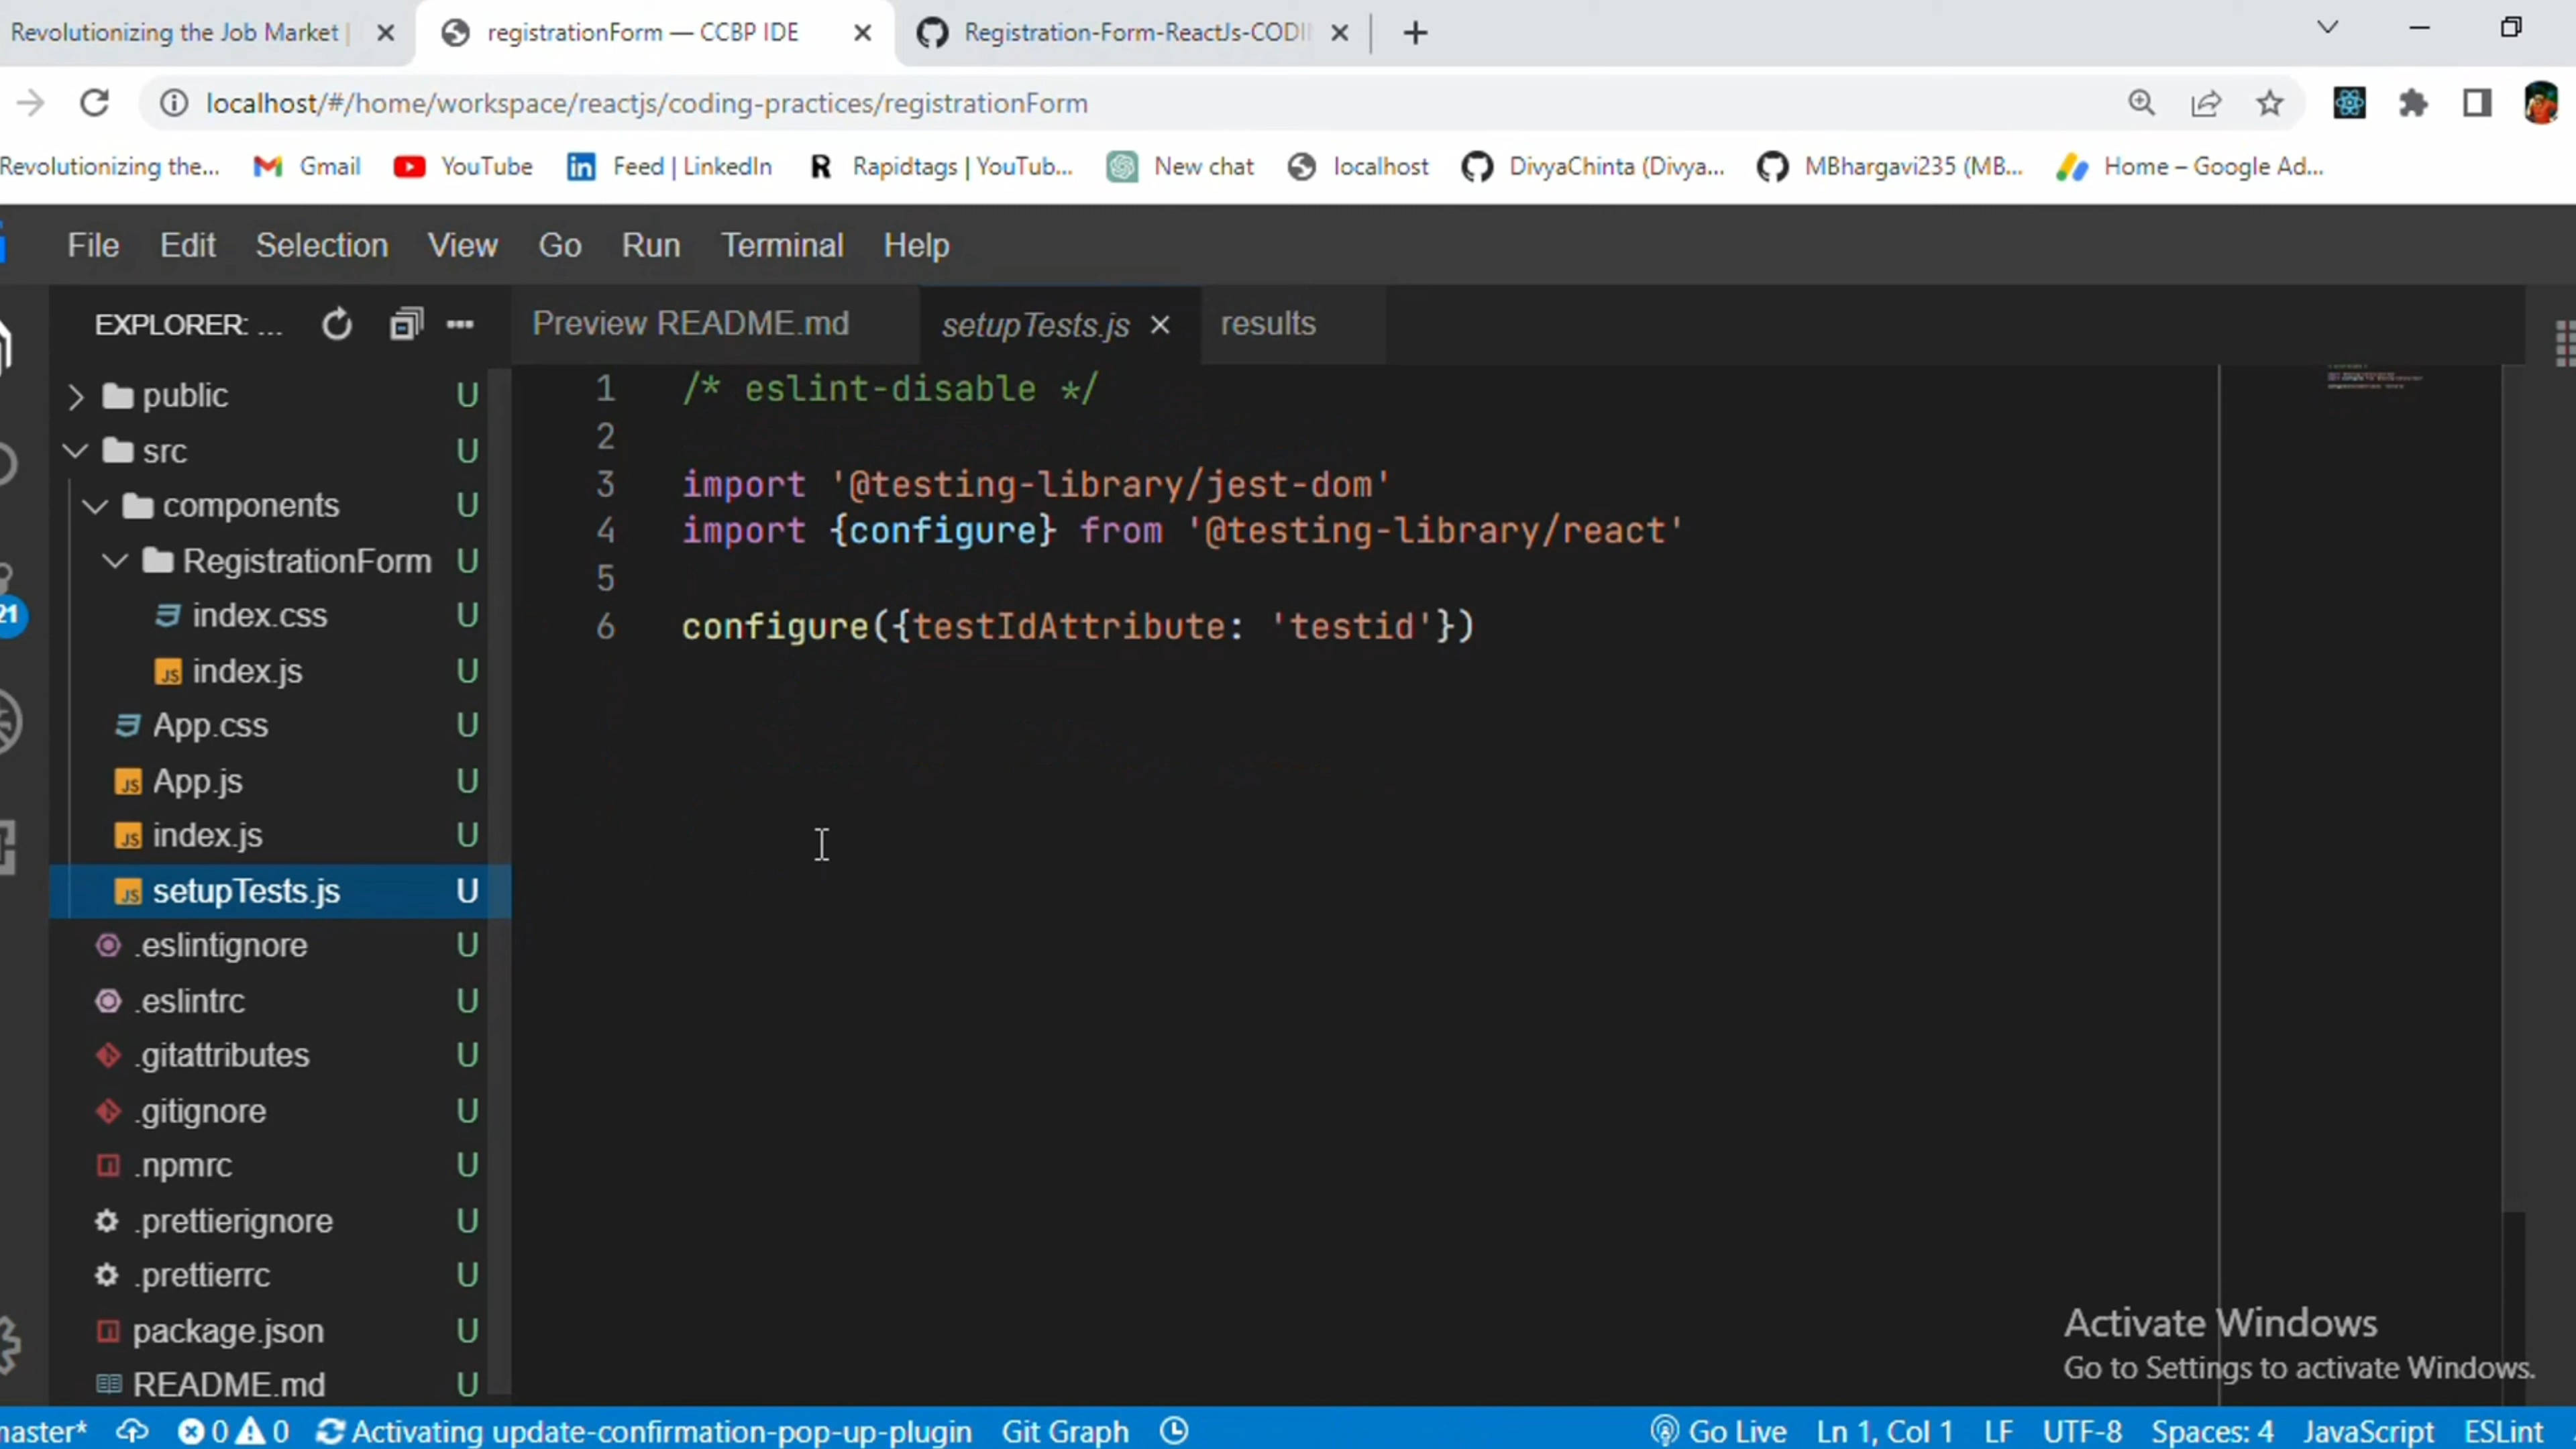 Revolutionizing the Job Market |
registrationForm — CCBP IDE
Registration-Form-ReactJs-CODI
localhost/#/home/workspace/reactjs/coding-practices/registrationForm
Revolutionizing the...
Gmail
YouTube
Feed | LinkedIn
Rapidtags | YouTub...
New chat
localhost
DivyaChinta (Divya...
MBhargavi235 (MB...
Home – Google Ad...
File Edit Selection View Go Run Terminal Help
EXPLORER: ...
Preview README.md
setupTests.js
results
public U
src U
components U
RegistrationForm U
index.css U
index.js U
App.css U
App.js U
index.js U
setupTests.js U
.eslintignore U
.eslintrc U
.gitattributes U
.gitignore U
.npmrc U
.prettierignore U
.prettierrc U
package.json U
README.md U
21
1 /* eslint-disable */
2
3 import '@testing-library/jest-dom'
4 import {configure} from '@testing-library/react'
5
6 configure({testIdAttribute: 'testid'})
Activate Windows
Go to Settings to activate Windows.
master* 0 0 Activating update-confirmation-pop-up-plugin Git Graph Go Live Ln 1, Col 1 LF UTF-8 Spaces: 4 JavaScript ESLint